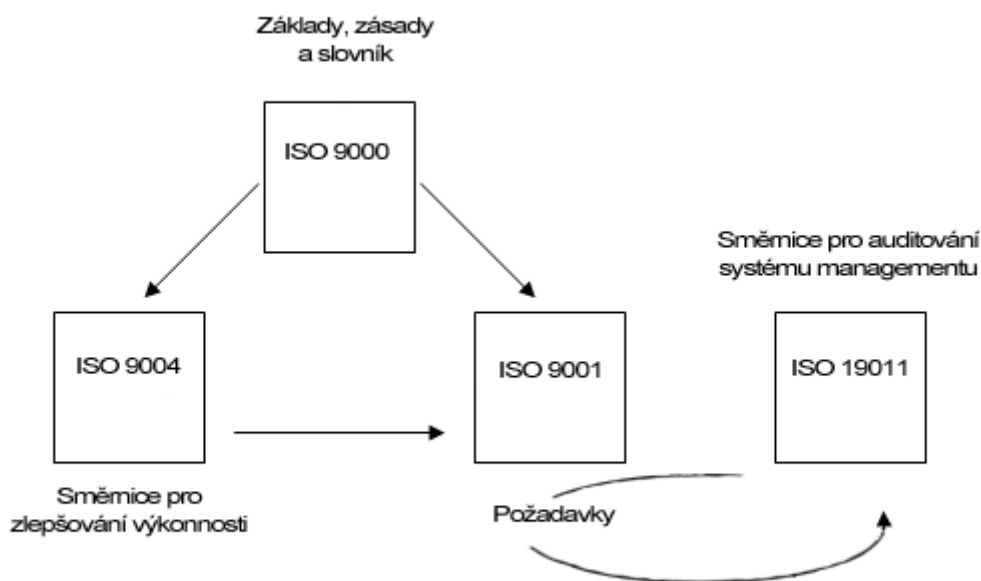 Základy, zásady
a slovník
ISO 9000
Směrnice pro auditování
systému managementu
ISO 9004
ISO 9001
ISO 19011
Směrnice pro
zlepšování výkonnosti
Požadavky